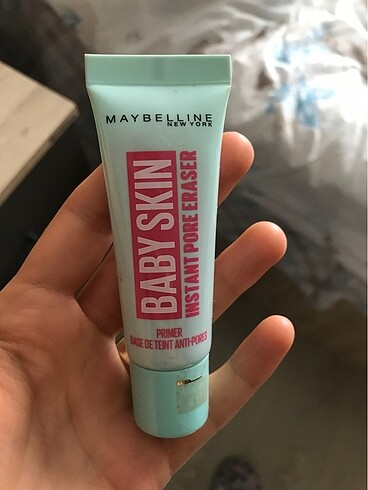 MAYBELLINE
NEW YORK
BABY SKIN
INSTANT PORE ERASER
PRIMER
BASE DE TEINT ANTI-PORES